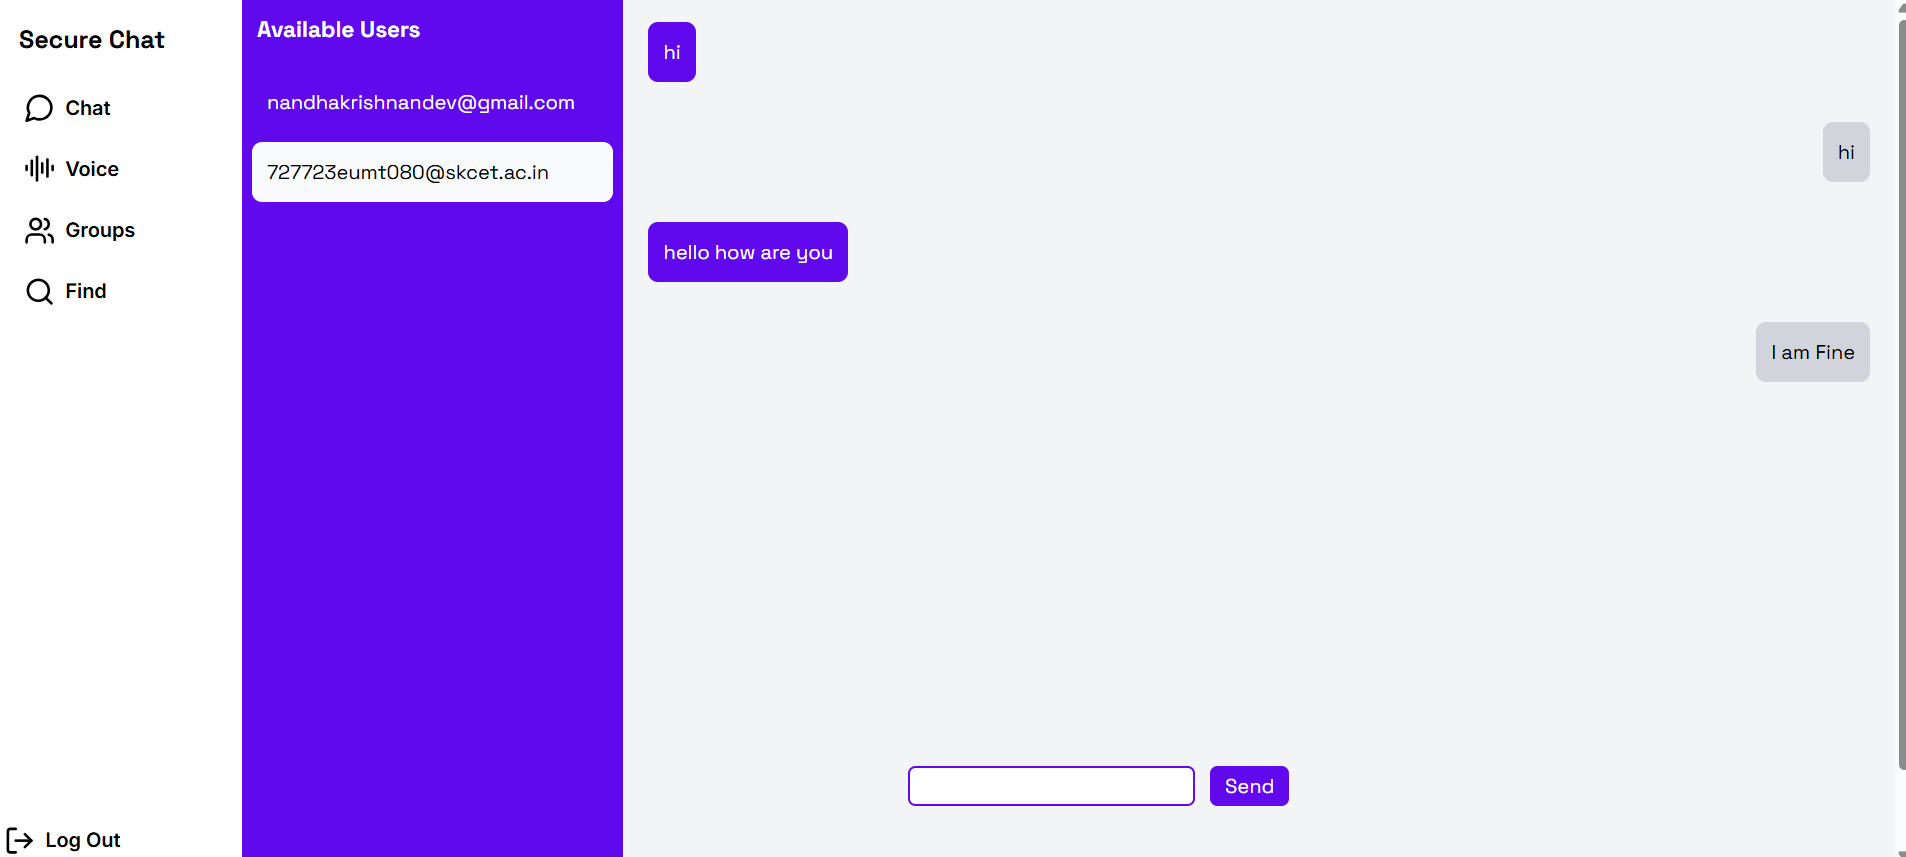 Secure Chat
Chat
Voice
Groups
Find
Log Out
Available Users
nandhakrishnandev@gmail.com
727723eumt080@skcet.ac.in
hi
hi
hello how are you
I am Fine
Send